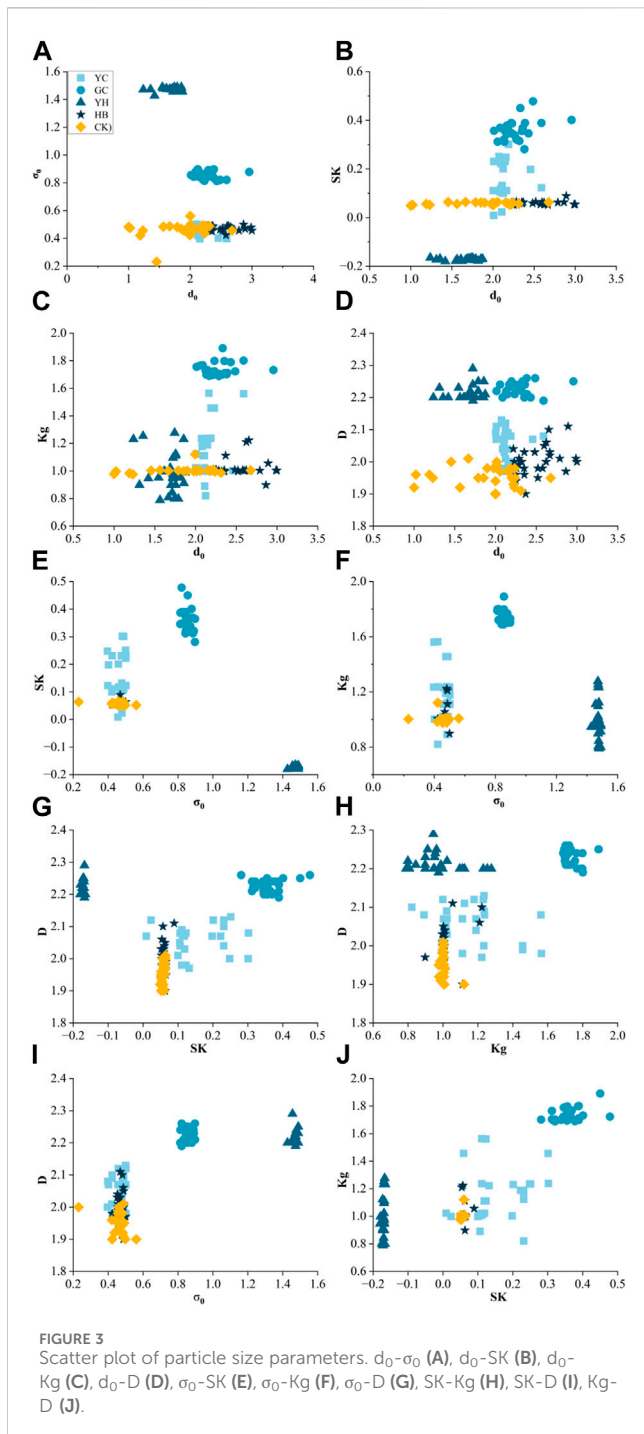 A
YC
GC
YH
HB
CK)
1.6
1.4
1.2
1.0
0.8
0.6
0.4
0.2
σ₀
0 1 2 3 4
d₀
B
0.6
0.4
0.2
0.0
−0.2
SK
0.5 1.0 1.5 2.0 2.5 3.0 3.5
d₀
C
2.0
1.8
1.6
1.4
1.2
1.0
0.8
0.6
Kg
0.5 1.0 1.5 2.0 2.5 3.0 3.5
d₀
D
2.4
2.3
2.2
2.1
2.0
1.9
1.8
D
0.5 1.0 1.5 2.0 2.5 3.0 3.5
d₀
E
0.5
0.4
0.3
0.2
0.1
0.0
−0.1
−0.2
SK
0.2 0.4 0.6 0.8 1.0 1.2 1.4 1.6
σ₀
F
2.0
1.6
1.2
0.8
Kg
0.2 0.4 0.6 0.8 1.0 1.2 1.4 1.6
σ₀
G
2.4
2.3
2.2
2.1
2.0
1.9
1.8
D
−0.2 −0.1 0.0 0.1 0.2 0.3 0.4 0.5
SK
H
2.3
2.2
2.1
2.0
1.9
1.8
D
0.6 0.8 1.0 1.2 1.4 1.6 1.8 2.0
Kg
I
2.4
2.3
2.2
2.1
2.0
1.9
1.8
D
0.2 0.4 0.6 0.8 1.0 1.2 1.4 1.6
σ₀
J
2.0
1.8
1.6
1.4
1.2
1.0
0.8
0.6
Kg
−0.2 −0.1 0.0 0.1 0.2 0.3 0.4 0.5
SK
FIGURE 3
Scatter plot of particle size parameters. d₀-σ₀ (A), d₀-SK (B), d₀-
Kg (C), d₀-D (D), σ₀-SK (E), σ₀-Kg (F), σ₀-D (G), SK-Kg (H), SK-D (I), Kg-
D (J).